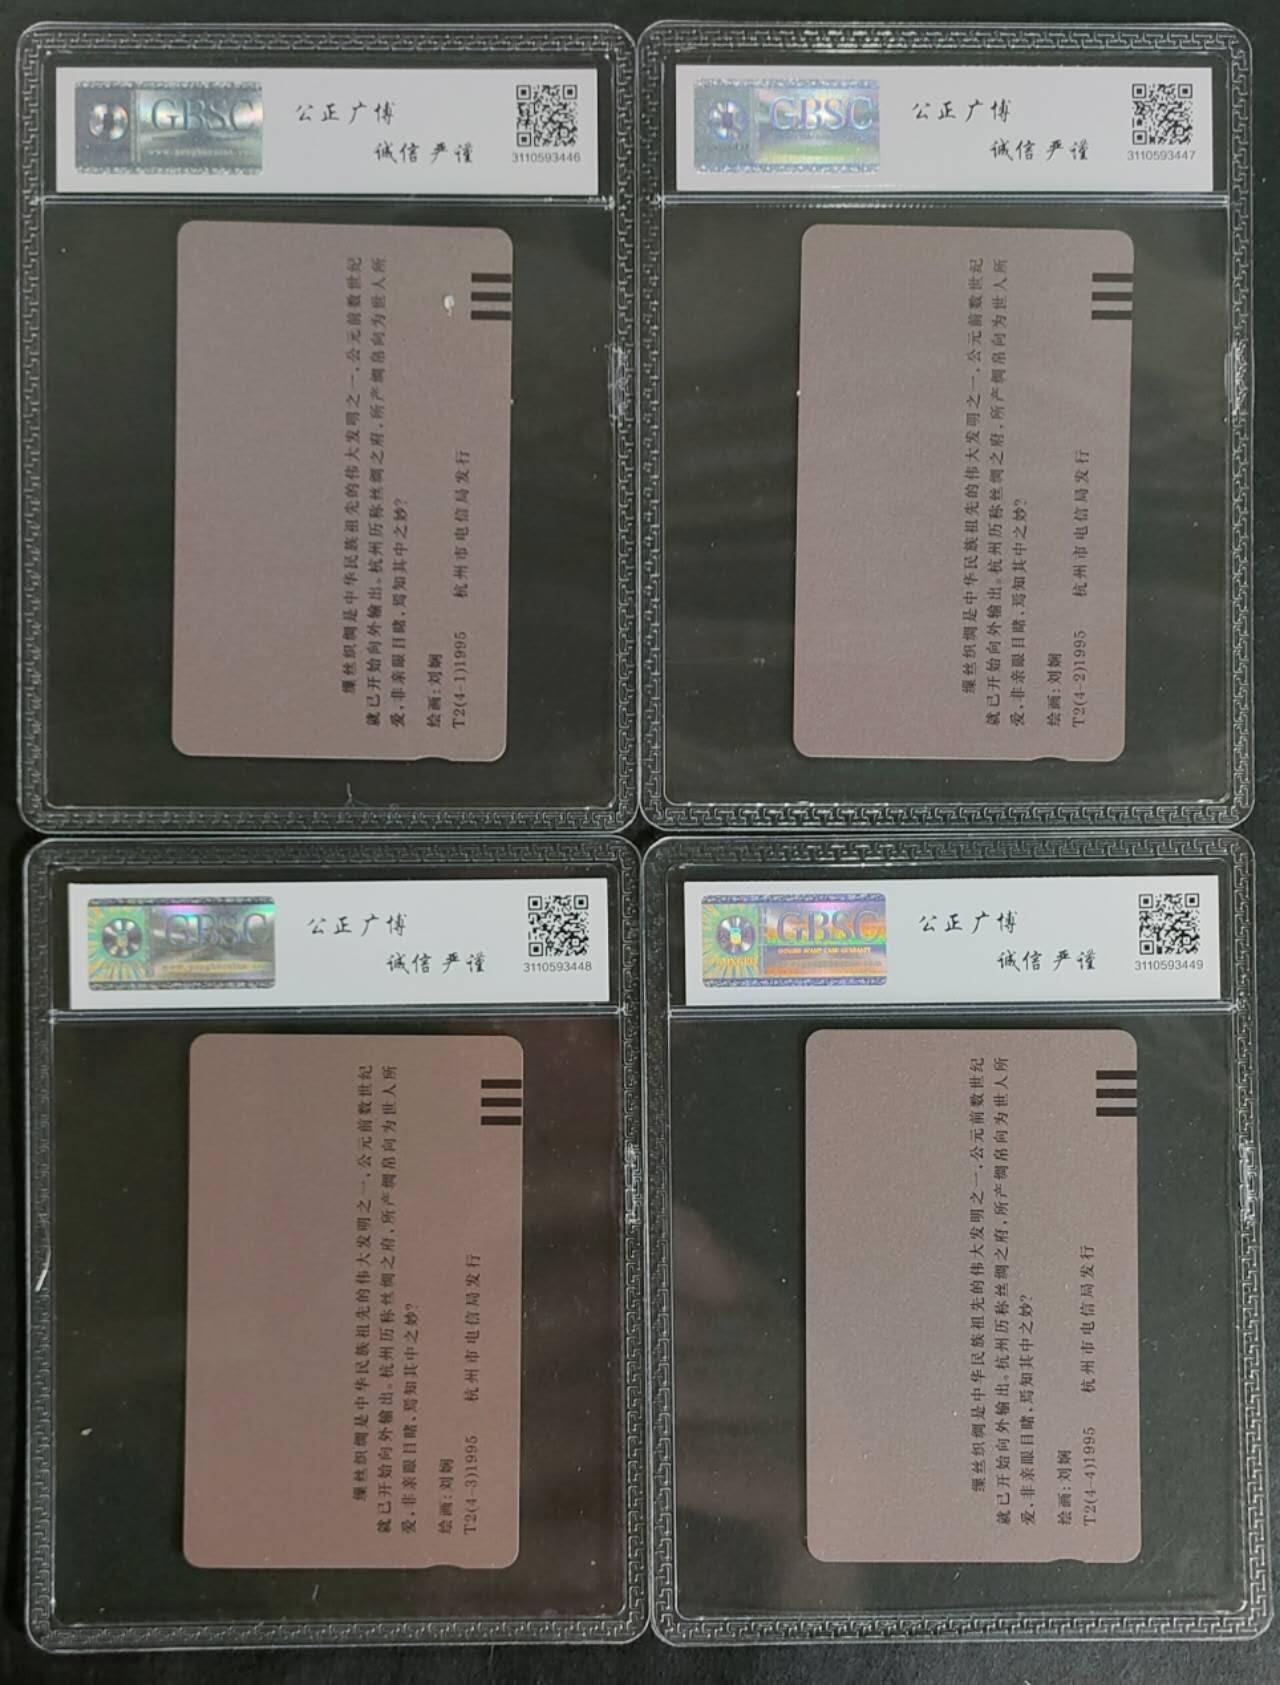 GBSC
公正广博
诚信严谨
3110593446
缫丝织绸是中华民族祖先的伟大发明之一,公元前数世纪
就已开始向外输出。杭州历称丝绸之府,所产绸帛向为世人所
爱,非亲眼目睹,焉知其中之妙?
绘画:刘娴
T2(4-1)1995 杭州市电信局发行
GBSC
公正广博
诚信严谨
3110593447
缫丝织绸是中华民族祖先的伟大发明之一,公元前数世纪
就已开始向外输出。杭州历称丝绸之府,所产绸帛向为世人所
爱,非亲眼目睹,焉知其中之妙?
绘画:刘娴
T2(4-2)1995 杭州市电信局发行
GBSC
公正广博
诚信严谨
3110593448
缫丝织绸是中华民族祖先的伟大发明之一,公元前数世纪
就已开始向外输出。杭州历称丝绸之府,所产绸帛向为世人所
爱,非亲眼目睹,焉知其中之妙?
绘画:刘娴
T2(4-3)1995 杭州市电信局发行
GBSC
公正广博
诚信严谨
3110593449
缫丝织绸是中华民族祖先的伟大发明之一,公元前数世纪
就已开始向外输出。杭州历称丝绸之府,所产绸帛向为世人所
爱,非亲眼目睹,焉知其中之妙?
绘画:刘娴
T2(4-4)1995 杭州市电信局发行